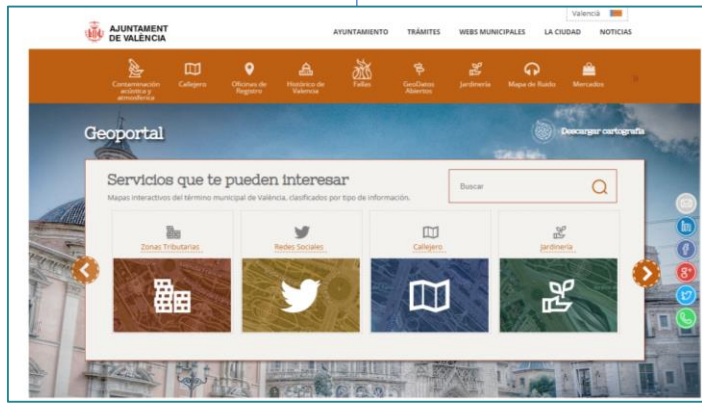 Valencià
AJUNTAMENT
DE VALÈNCIA
AYUNTAMIENTO TRÁMITES WEBS MUNICIPALES LA CIUDAD NOTICIAS
Contaminación
acústica y
atmosférica
Callejero
Oficinas de
Registro
Histórico de
Valencia
Fallas
GeoDatos
Abiertos
Jardinería
Mapa de Ruido
Mercados
Geoportal
Descargar cartografía
Servicios que te pueden interesar
Mapas interactivos del término municipal de València, clasificados por tipo de información.
Buscar
Zonas Tributarias
Redes Sociales
Callejero
Jardinería